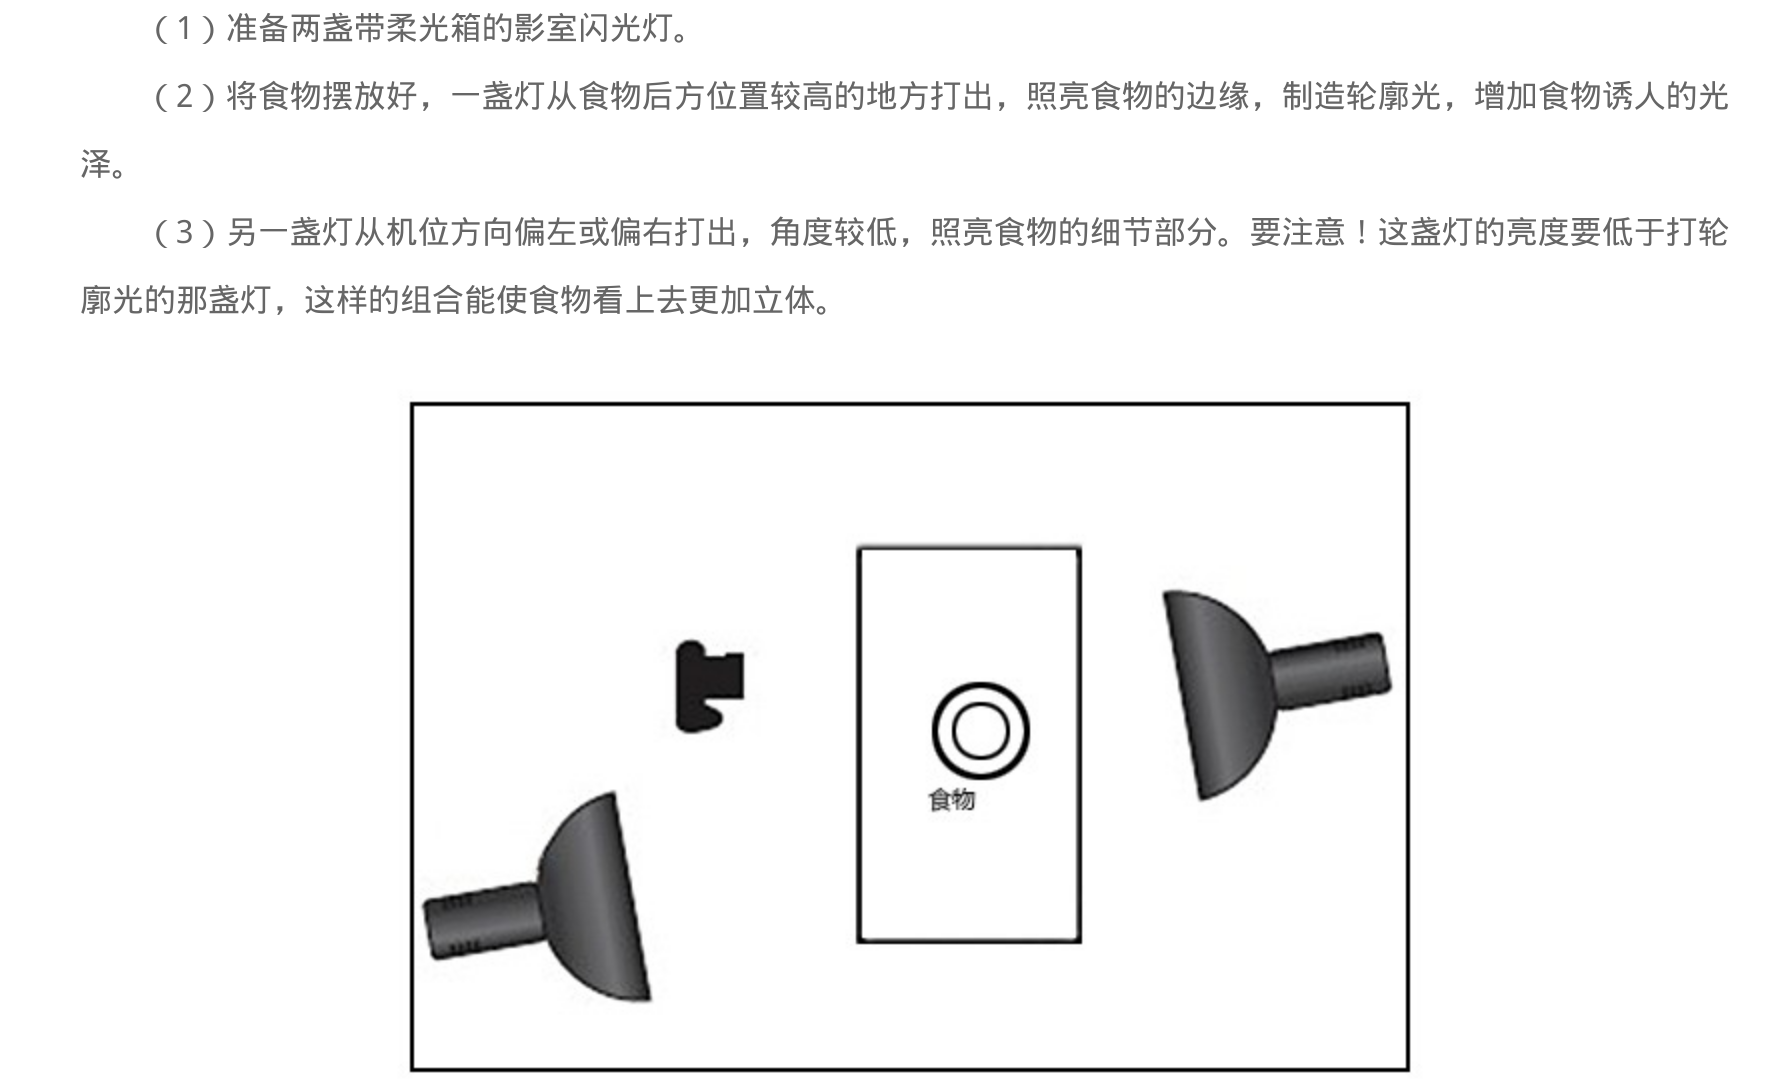 （1）准备两盏带柔光箱的影室闪光灯。
（2）将食物摆放好，一盏灯从食物后方位置较高的地方打出，照亮食物的边缘，制造轮廓光，增加食物诱人的光
泽。
（3）另一盏灯从机位方向偏左或偏右打出，角度较低，照亮食物的细节部分。要注意！这盏灯的亮度要低于打轮
廓光的那盏灯，这样的组合能使食物看上去更加立体。
食物